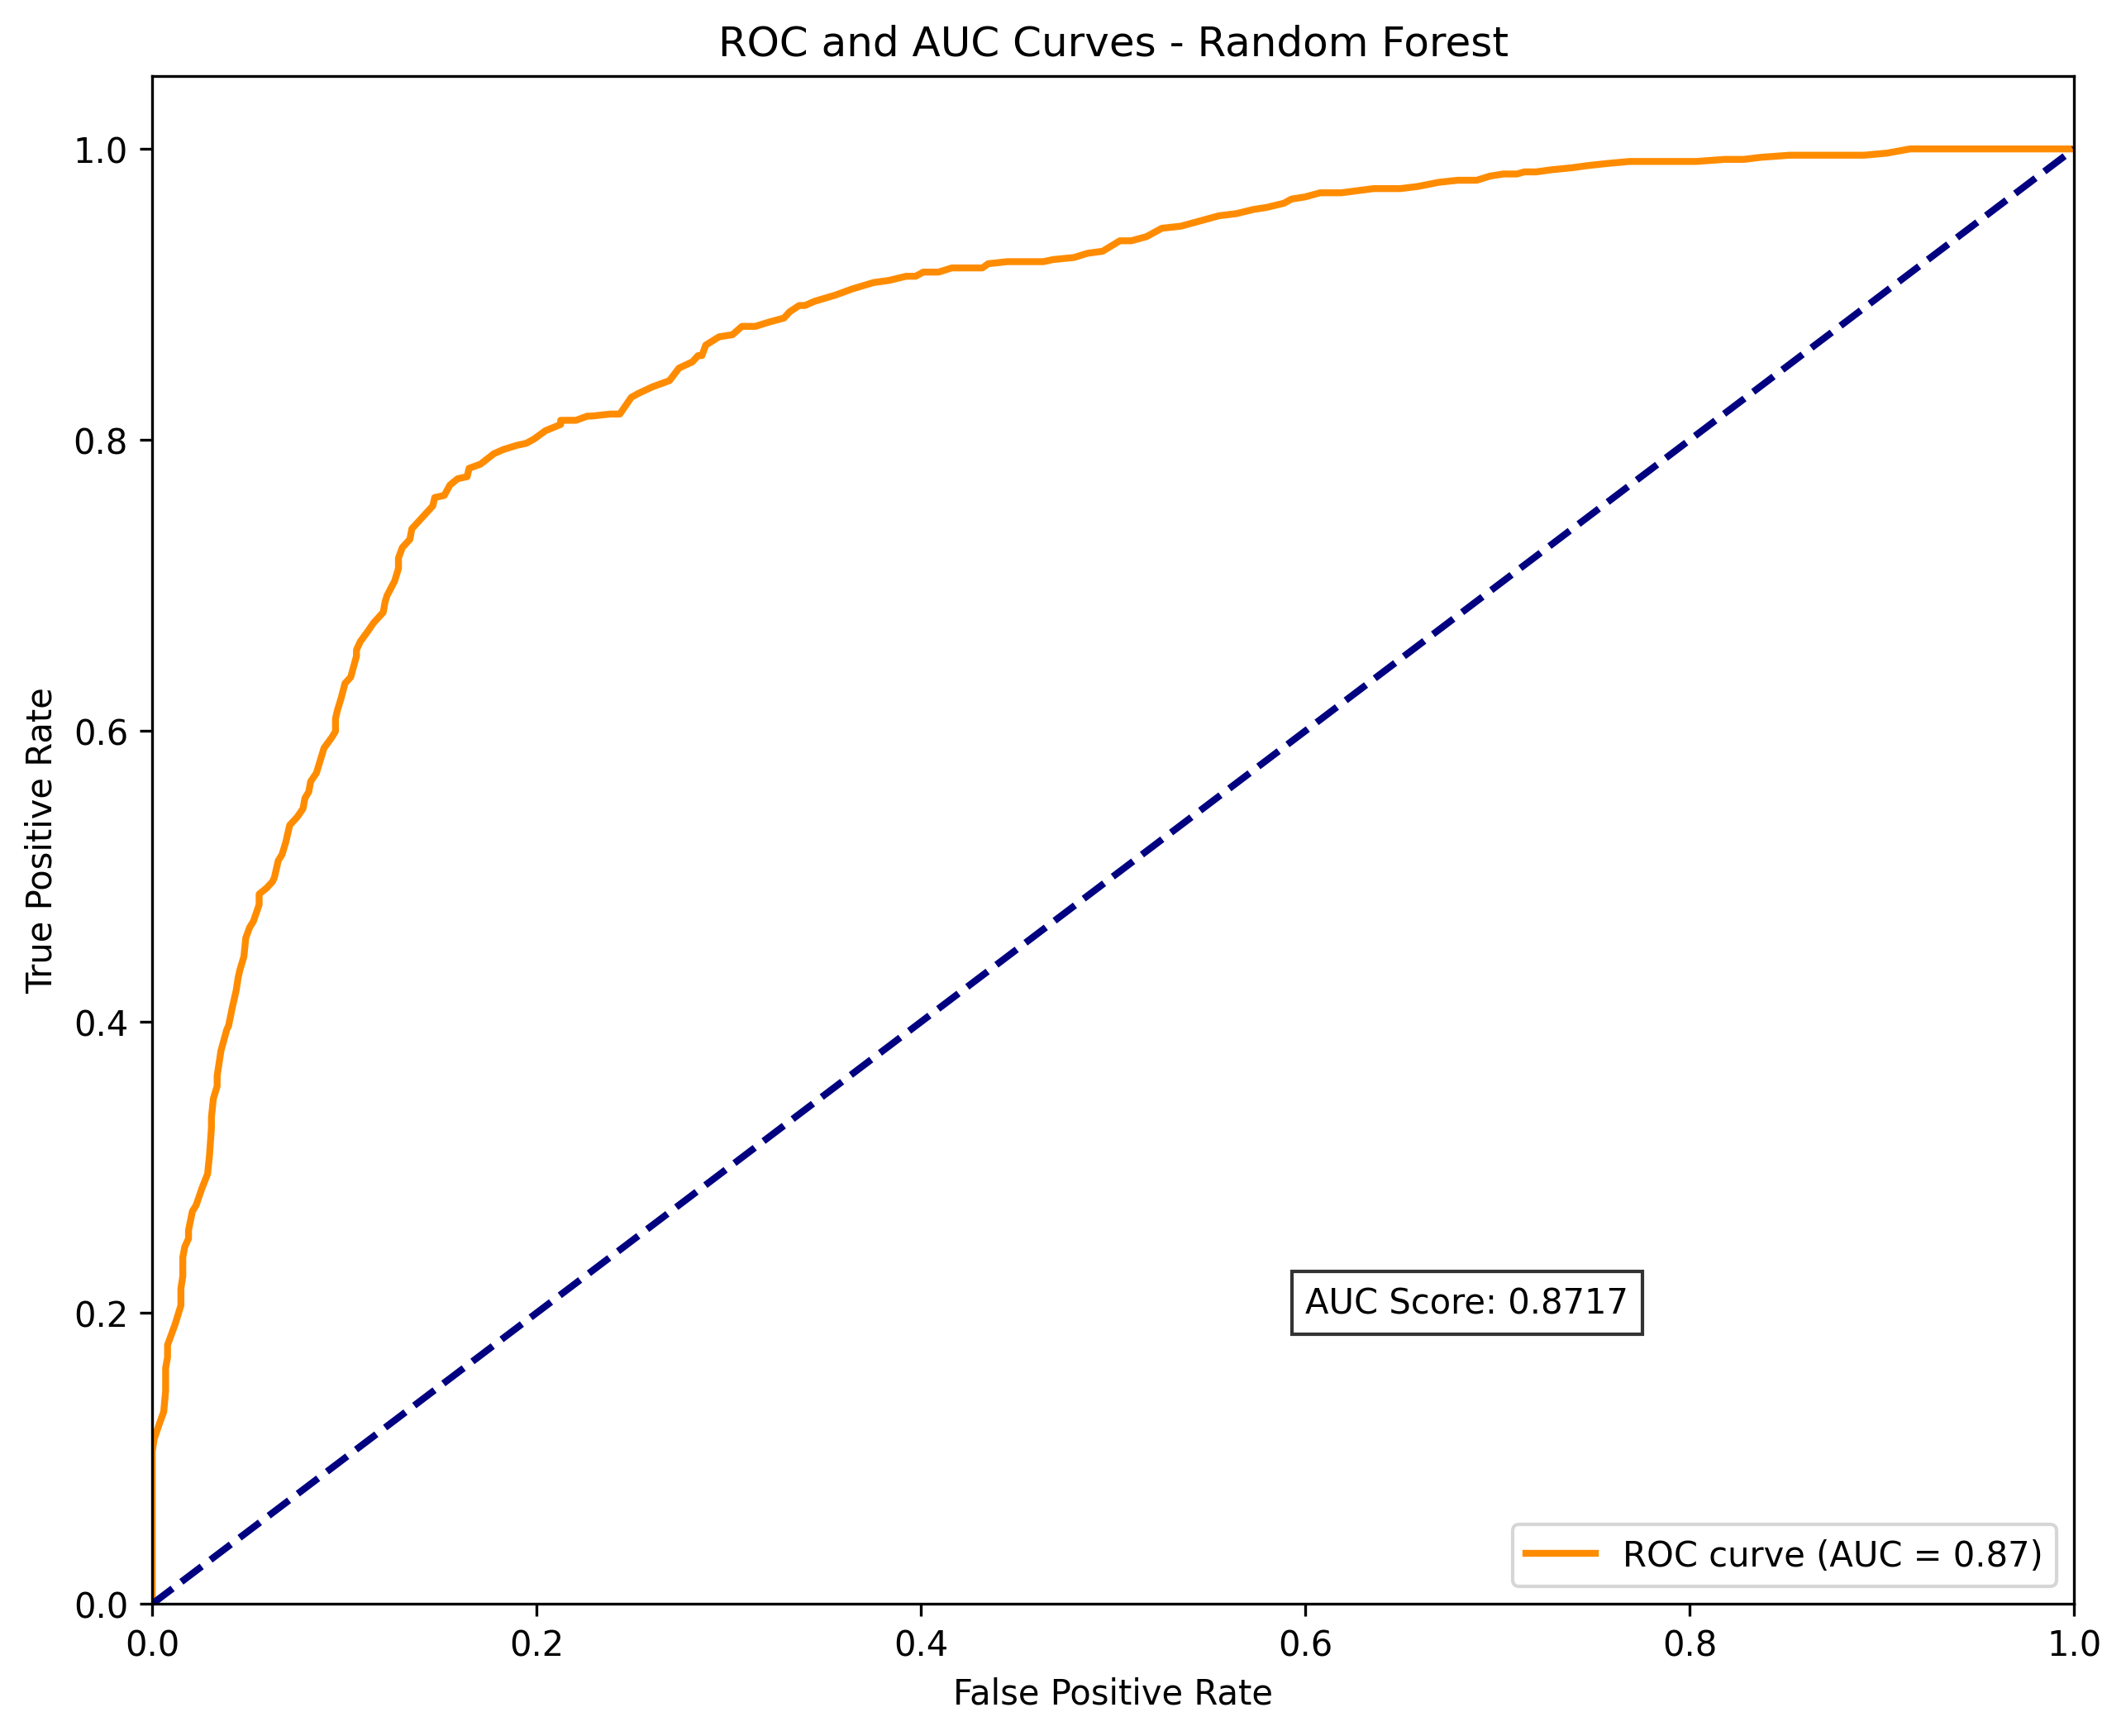 ROC and AUC Curves - Random Forest
1.0
0.8
0.6
0.4
0.2
0.0
True Positive Rate
AUC Score: 0.8717
ROC curve (AUC = 0.87)
0.0 0.2 0.4 0.6 0.8 1.0
False Positive Rate